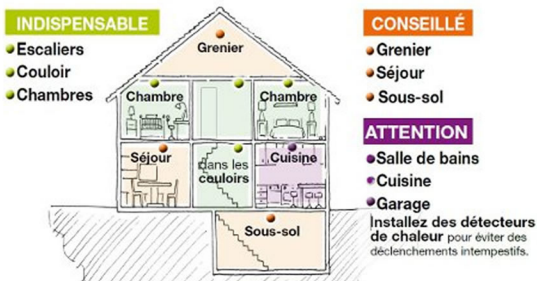 INDISPENSABLE
Escaliers
Couloir
Chambres
Grenier
Chambre
Chambre
Séjour
dans les
couloirs
Cuisine
Sous-sol
CONSEILLÉ
Grenier
Séjour
Sous-sol
ATTENTION
Salle de bains
Cuisine
Garage
Installez des détecteurs
de chaleur pour éviter des
déclenchements intempestifs.